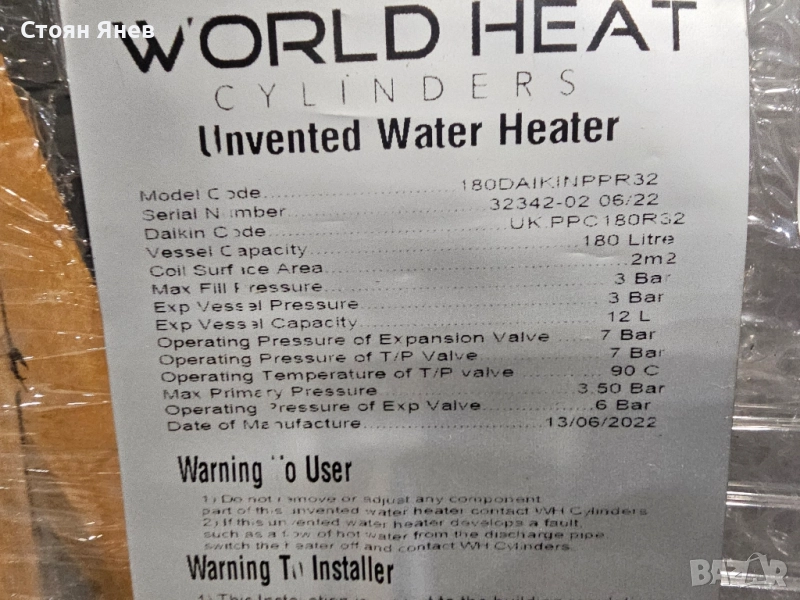 Стоян Янев
WORLD HEAT
CYLINDERS
Unvented Water Heater
Model Code....................180DAIKINPPR32
Serial Number....................32342-02 06/22
Daikin Code....................UK.PPC180R32
Vessel Capacity....................180 Litre
Coil Surface Area....................2m2
Max Fill Pressure....................3 Bar
Exp Vessel Pressure....................3 Bar
Exp Vessel Capacity....................12 L
Operating Pressure of Expansion Valve........7 Bar
Operating Pressure of T/P Valve....................7 Bar
Operating Temperature of T/P valve..............90 C
Max Primary Pressure....................3.50 Bar
Operating Pressure of Exp Valve....................6 Bar
Date of Manufacture....................13/06/2022
Warning To User
1) Do not remove or adjust any component
part of this unvented water heater contact WH Cylinders
2) If this unvented water heater develops a fault,
such as a flow of hot water from the discharge pipe
switch the heater off and contact WH Cylinders.
Warning To Installer
bazar